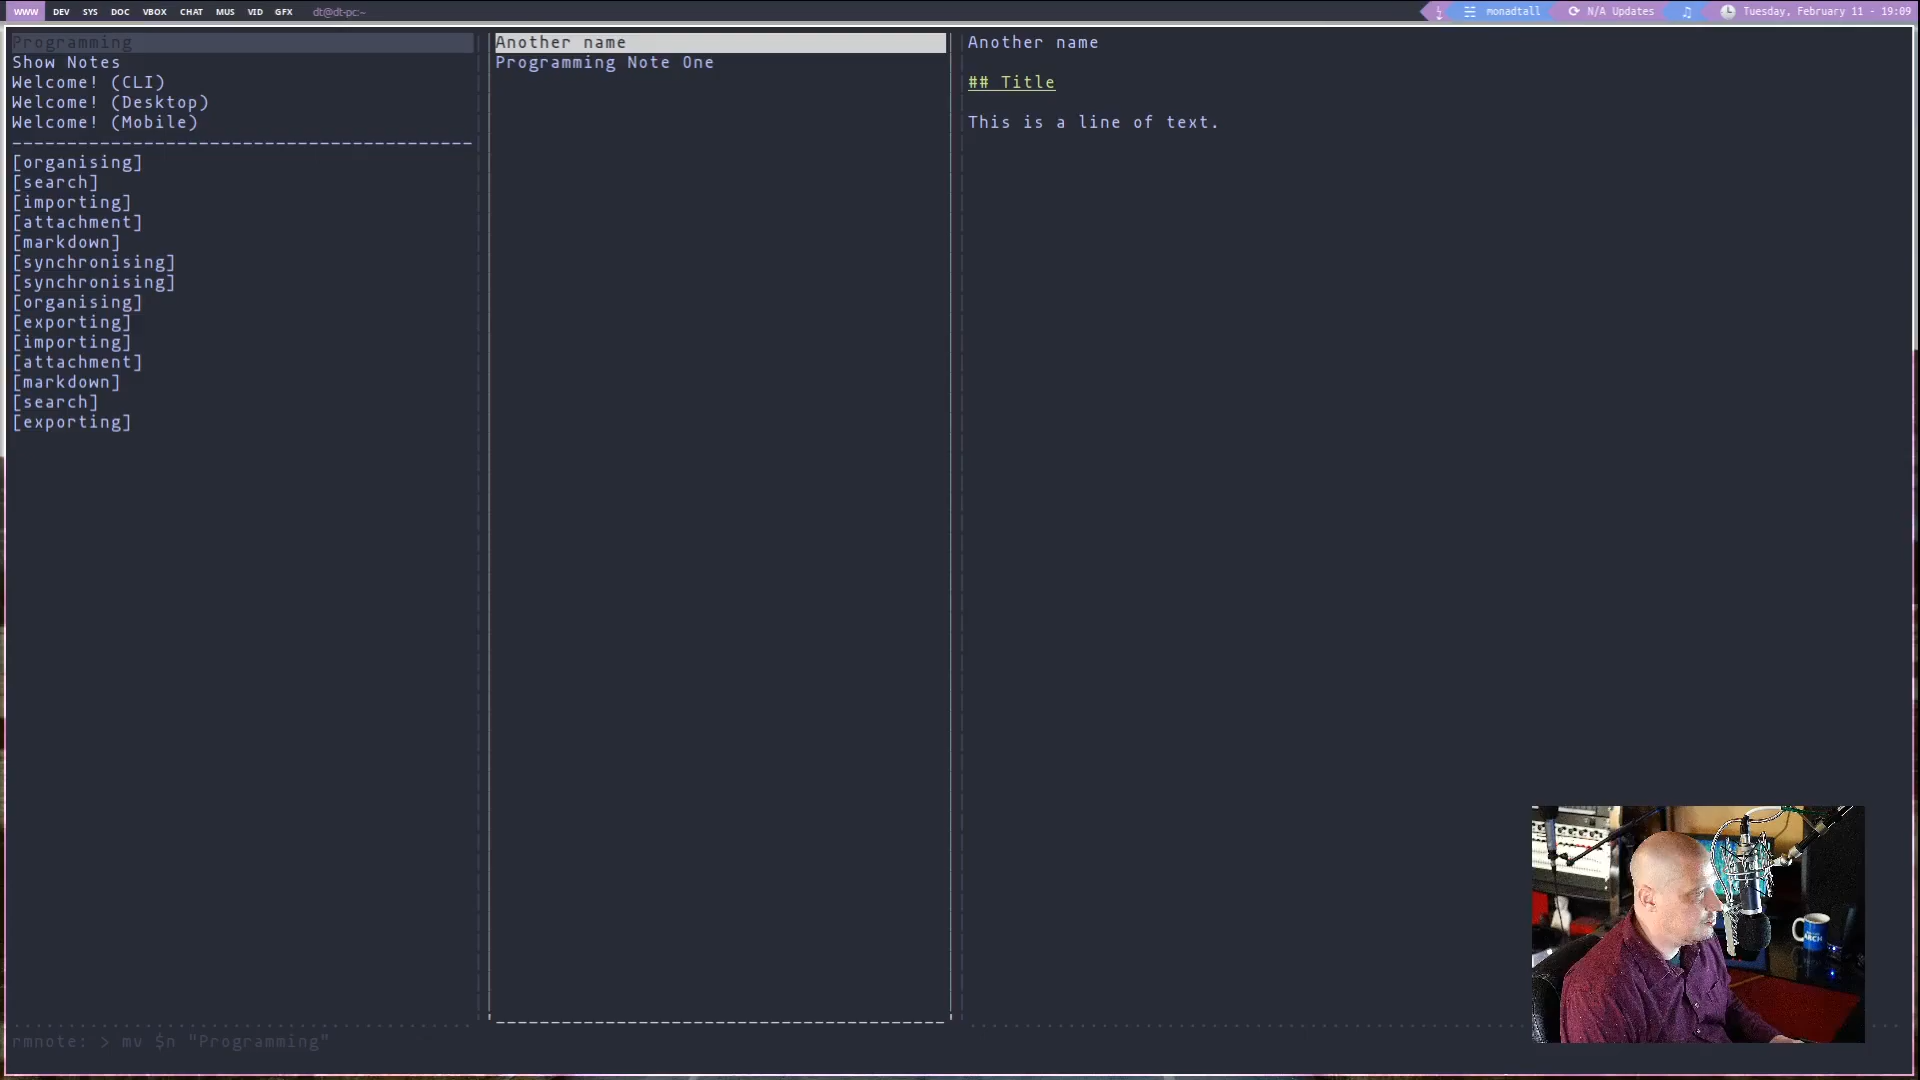 WWW DEV SYS DOC VBOX CHAT MUS VID GFX dt@dt-pc:~ monadtall N/A Updates Tuesday, February 11 - 19:09
Programming
Show Notes
Welcome! (CLI)
Welcome! (Desktop)
Welcome! (Mobile)
[organising]
[search]
[importing]
[attachment]
[markdown]
[synchronising]
[synchronising]
[organising]
[exporting]
[importing]
[attachment]
[markdown]
[search]
[exporting]
Another name
Programming Note One
Another name
## Title
This is a line of text.
rmnote: > mv $n "Programming"
ARCH